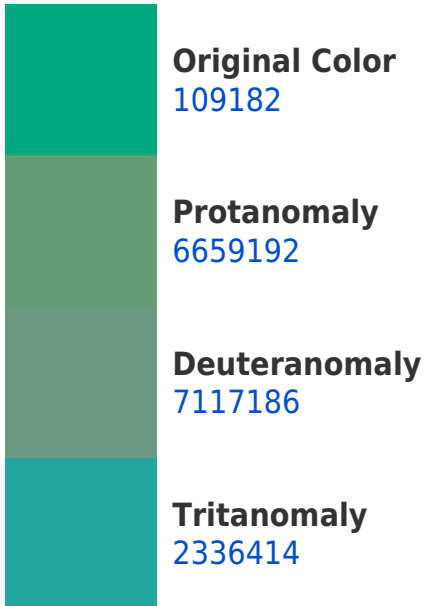 Original Color
109182
Protanomaly
6659192
Deuteranomaly
7117186
Tritanomaly
2336414